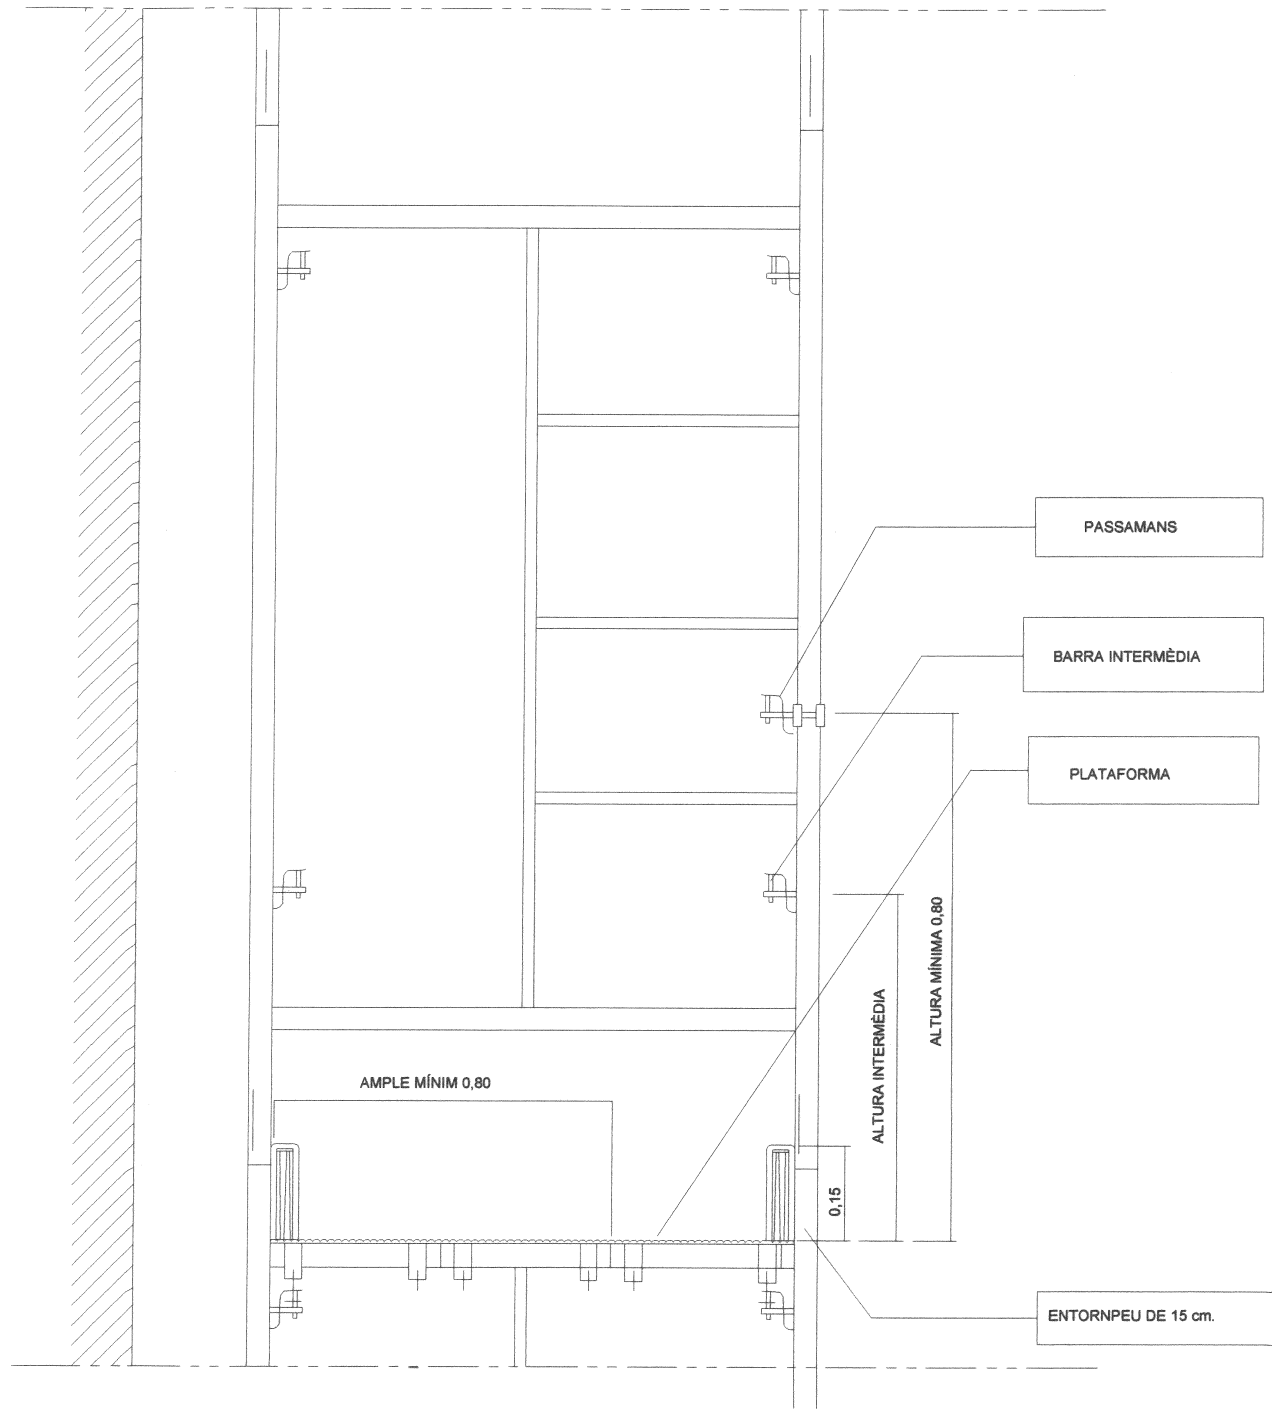 PASSAMANS
BARRA INTERMÈDIA
PLATAFORMA
ALTURA MÍNIMA 0,80
ALTURA INTERMÈDIA
AMPLE MÍNIM 0,80
0,15
ENTORNPEU DE 15 cm.